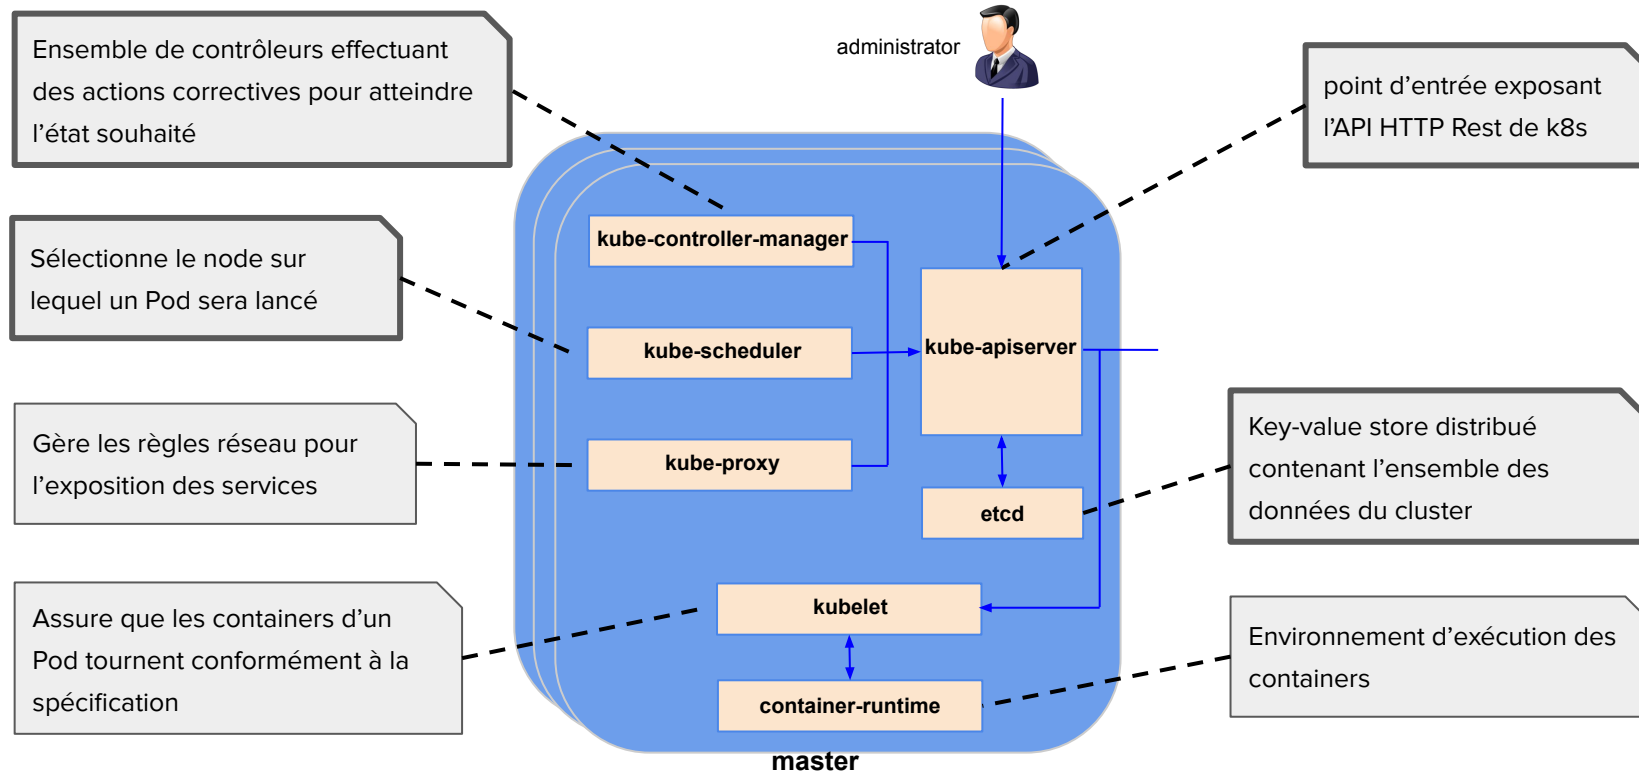 Ensemble de contrôleurs effectuant
des actions correctives pour atteindre
l’état souhaité
administrator
point d’entrée exposant
l’API HTTP Rest de k8s
Sélectionne le node sur
lequel un Pod sera lancé
kube-controller-manager
kube-scheduler
kube-apiserver
Gère les règles réseau pour
l’exposition des services
kube-proxy
etcd
Key-value store distribué
contenant l’ensemble des
données du cluster
Assure que les containers d’un
Pod tournent conformément à la
spécification
kubelet
container-runtime
Environnement d’exécution des
containers
master